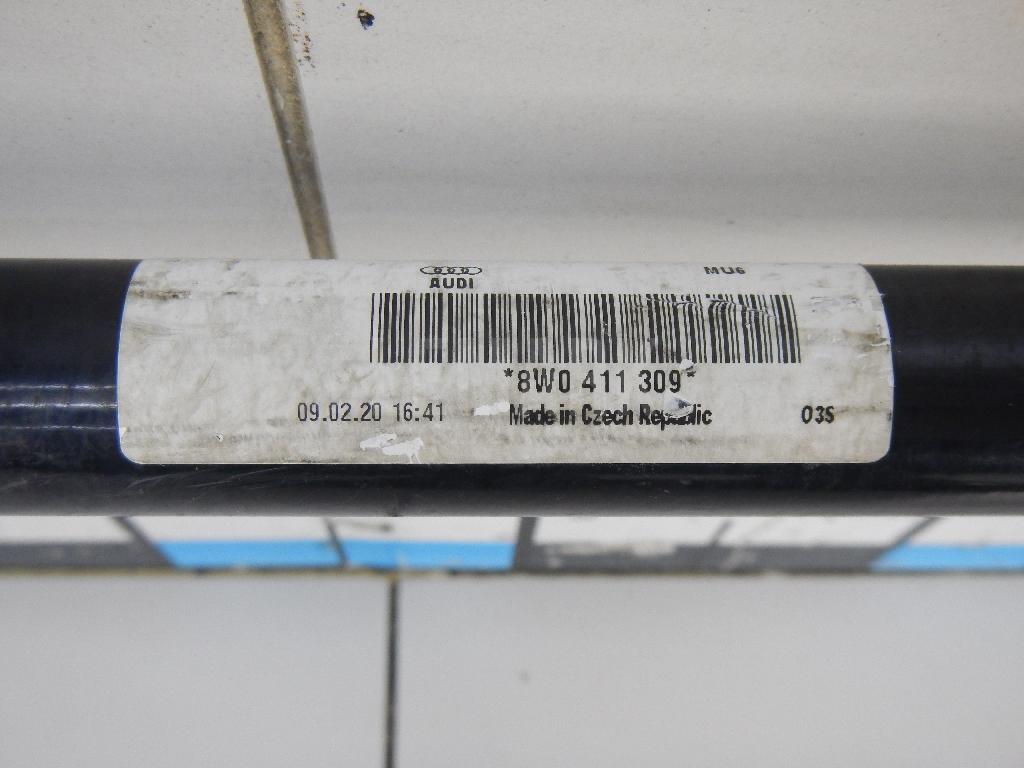 AUDI MU6
*8W0 411 309*
09.02.20 16:41 Made in Czech Republic 03S